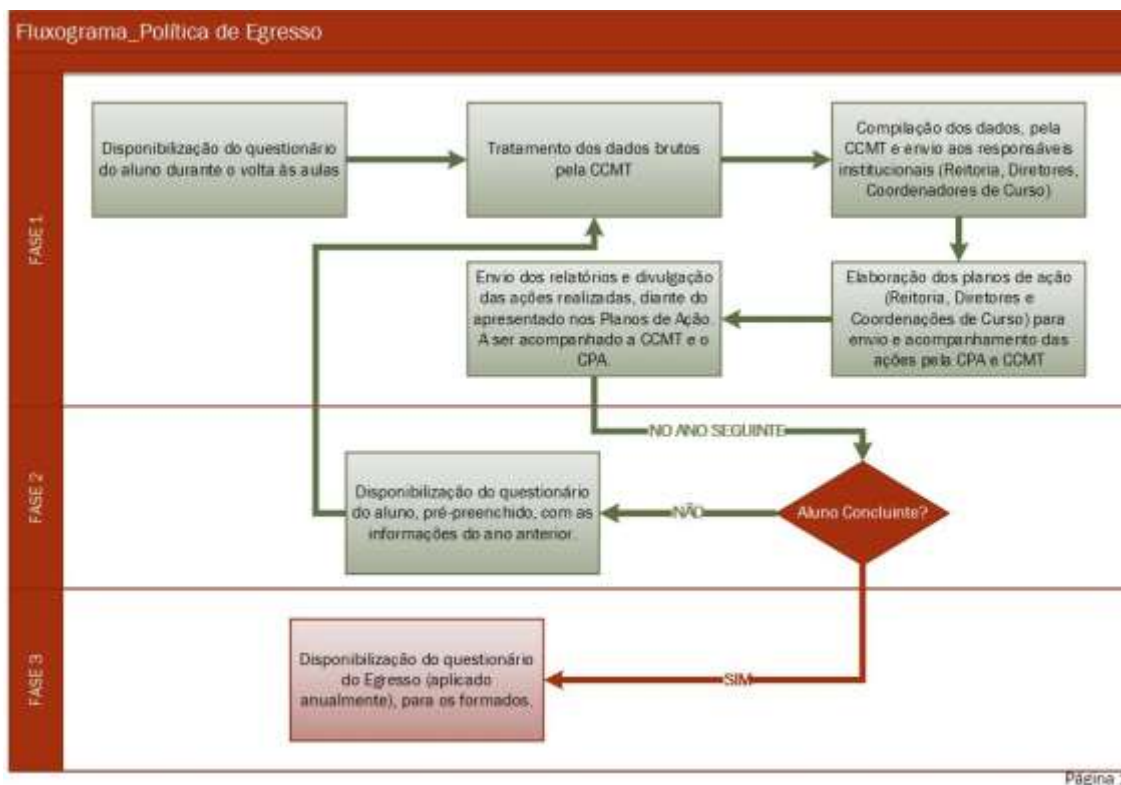 Fluxograma_Política de Egresso
FASE 1
Disponibilização do questionário
do aluno durante o volta às aulas
Tratamento dos dados brutos
pela CCMT
Compilação dos dados, pela
CCMT e envio aos responsáveis
institucionais (Reitoria, Diretores,
Coordenadores de Curso)
Envio dos relatórios e divulgação
das ações realizadas, diante do
apresentado nos Planos de Ação.
A ser acompanhado a CCMT e o
CPA.
Elaboração dos planos de ação
(Reitoria, Diretores e
Coordenações de Curso) para
envio e acompanhamento das
ações pela CPA e CCMT
FASE 2
NO ANO SEGUINTE
Disponibilização do questionário
do aluno, pré-preenchido, com as
informações do ano anterior.
NÃO
Aluno Concluinte?
FASE 3
Disponibilização do questionário
do Egresso (aplicado
anualmente), para os formados.
SIM
Página